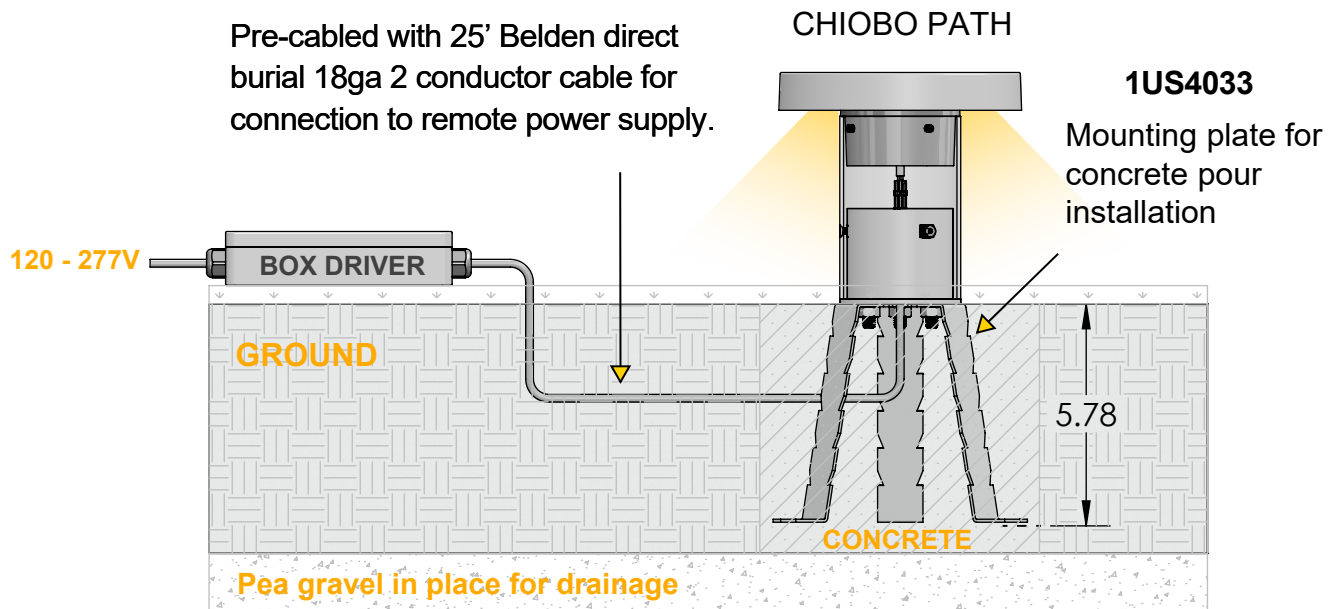 Pre-cabled with 25’ Belden direct
burial 18ga 2 conductor cable for
connection to remote power supply.
CHIOBO PATH
1US4033
Mounting plate for
concrete pour
installation
120 - 277V
BOX DRIVER
GROUND
5.78
CONCRETE
Pea gravel in place for drainage